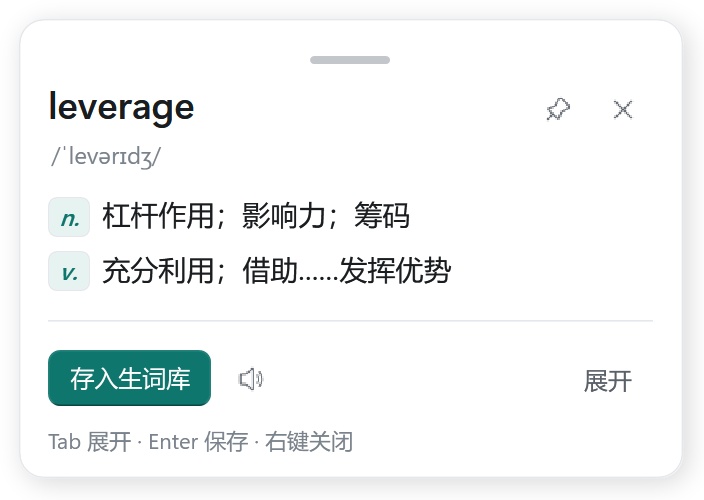 leverage
/ˈlevərɪdʒ/
n. 杠杆作用；影响力；筹码
v. 充分利用；借助……发挥优势
存入生词库 展开
Tab 展开 · Enter 保存 · 右键关闭